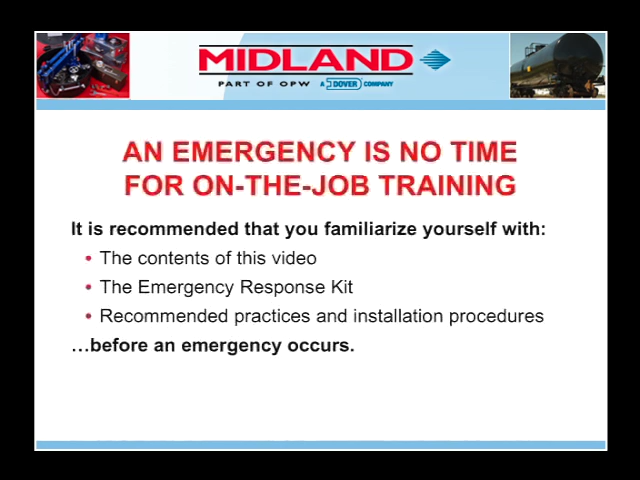 MIDLAND
PART OF OPW A DOVER COMPANY
AN EMERGENCY IS NO TIME
FOR ON-THE-JOB TRAINING
It is recommended that you familiarize yourself with:
• The contents of this video
• The Emergency Response Kit
• Recommended practices and installation procedures
…before an emergency occurs.